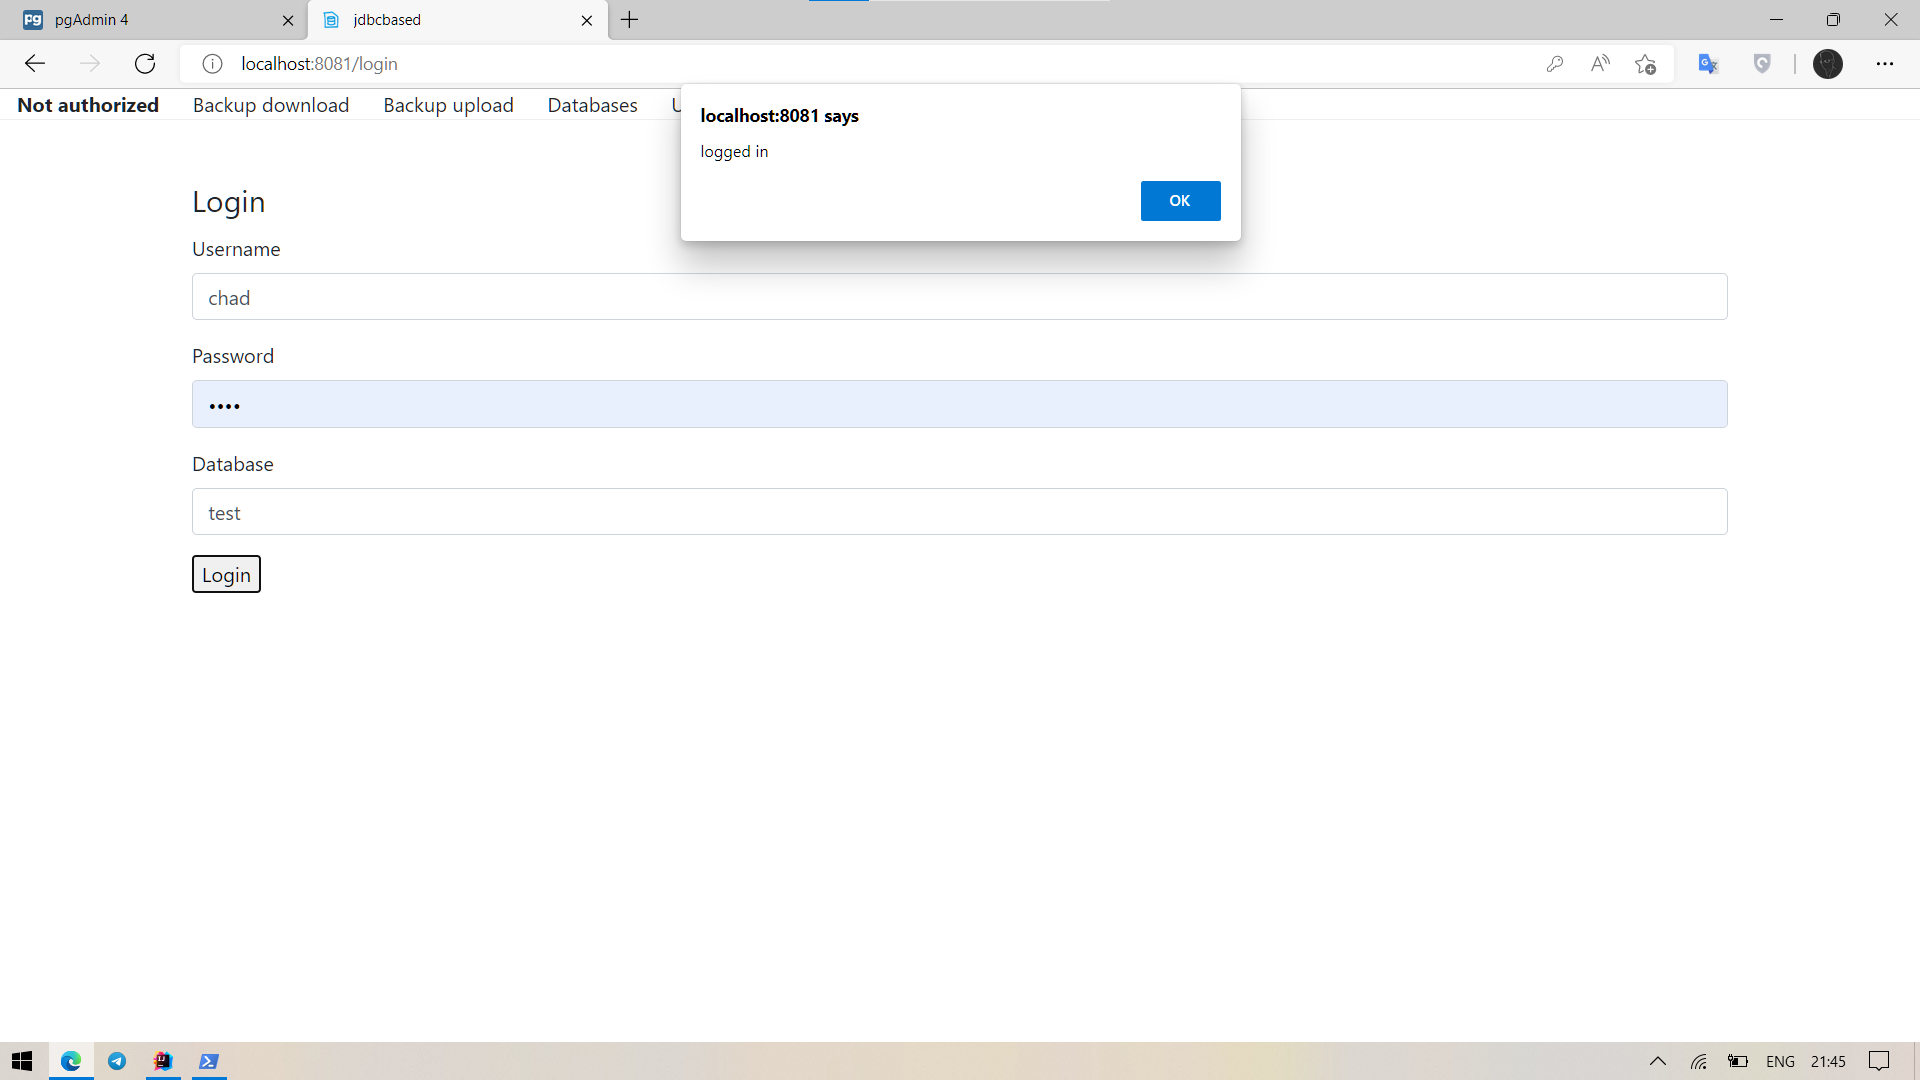 pgAdmin 4
jdbcbased
localhost:8081/login
Not authorized Backup download Backup upload Databases
localhost:8081 says
logged in
OK
Login
Username
chad
Password
••••
Database
test
Login
ENG 21:45